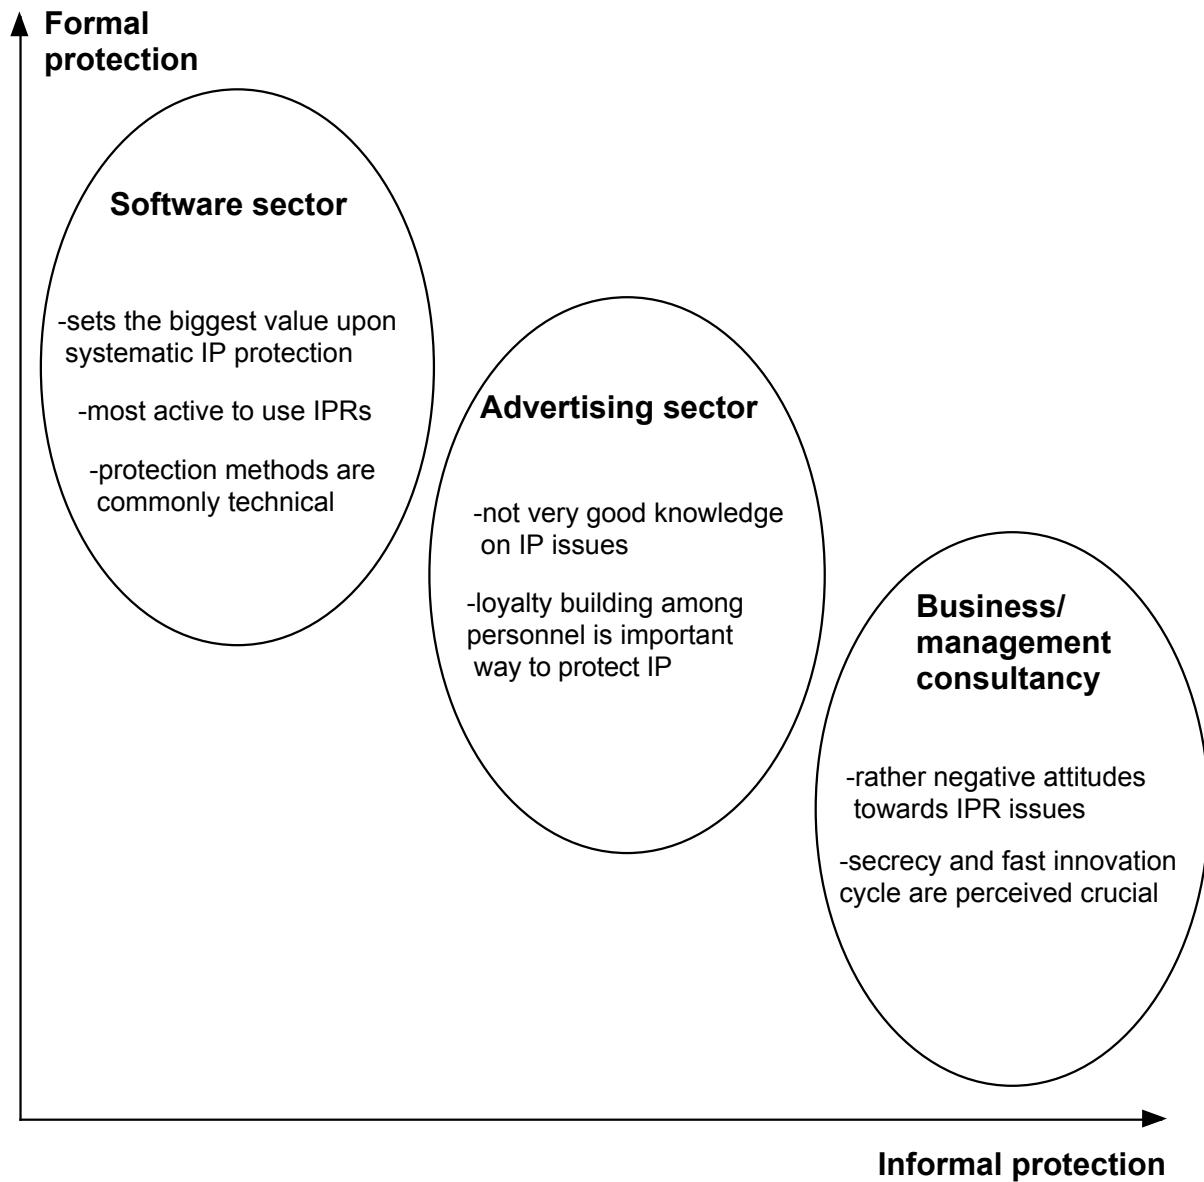 Formal
protection
Software sector
-sets the biggest value upon
systematic IP protection
-most active to use IPRs
-protection methods are
commonly technical
Advertising sector
-not very good knowledge
on IP issues
-loyalty building among
personnel is important
way to protect IP
Business/
management
consultancy
-rather negative attitudes
towards IPR issues
-secrecy and fast innovation
cycle are perceived crucial
Informal protection